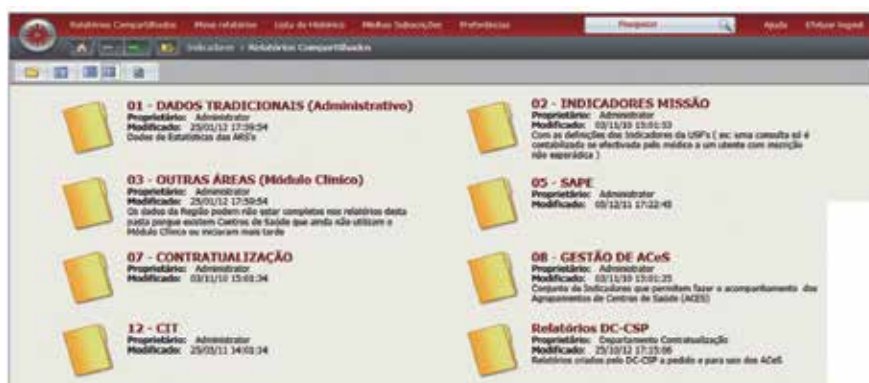 Relatórios Compartilhados Meus relatórios Lista de Histórico Minhas Subscrições Preferências Pesquisar Ajuda Efetuar logout
Indicadores > Relatórios Compartilhados
01 - DADOS TRADICIONAIS (Administrativo)
Proprietário: Administrator
Modificado: 25/01/12 17:59:54
Dados de Estatísticas das ARS's
02 - INDICADORES MISSÃO
Proprietário: Administrator
Modificado: 03/11/10 15:01:53
Com as definições dos Indicadores da USF's ( ex: uma consulta só é
contabilizada se efectivada pelo médico a um utente com inscrição
não esporádica )
03 - OUTRAS ÁREAS (Módulo Clínico)
Proprietário: Administrator
Modificado: 25/01/12 17:59:54
Os dados da Região podem não estar completos nos relatórios desta
pasta porque existem Centros de Saúde que ainda não utilizam o
Módulo Clínico ou iniciaram mais tarde
05 - SAPE
Proprietário: Administrator
Modificado: 05/12/11 17:22:45
07 - CONTRATUALIZAÇÃO
Proprietário: Administrator
Modificado: 03/11/10 15:01:34
08 - GESTÃO DE ACeS
Proprietário: Administrator
Modificado: 03/11/10 15:01:25
Conjunto de Indicadores que permitem fazer o acompanhamento dos
Agrupamentos de Centros de Saúde (ACES)
12 - CIT
Proprietário: Administrator
Modificado: 25/03/11 14:01:14
Relatórios DC-CSP
Proprietário: Departamento Contratualização
Modificado: 25/10/12 17:15:06
Relatórios criados pelo DC-CSP a pedido e para uso dos ACeS